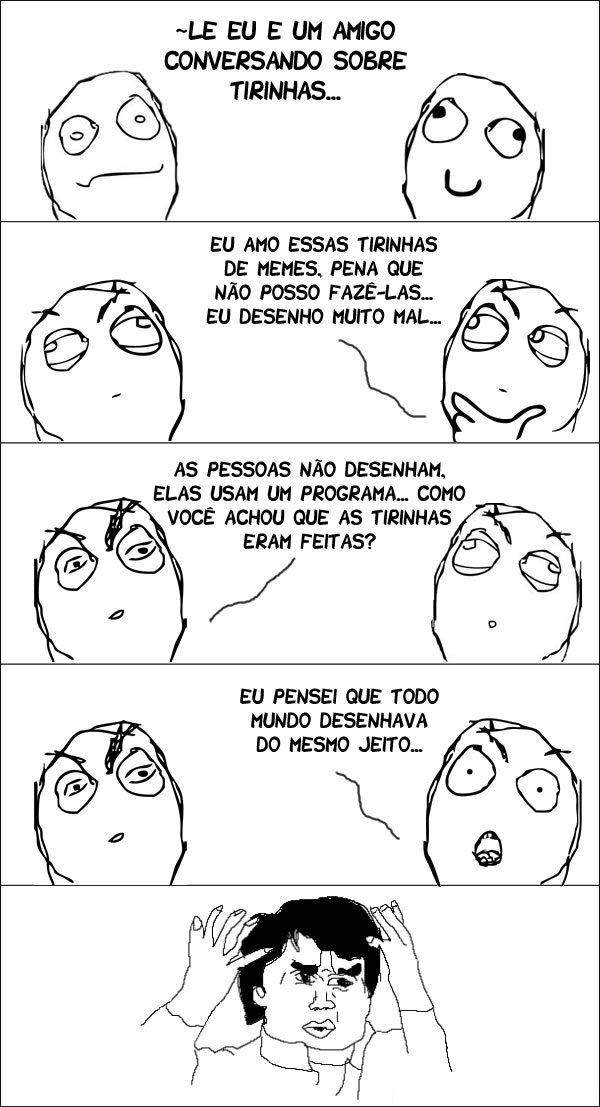 ~LE EU E UM AMIGO
CONVERSANDO SOBRE
TIRINHAS...
EU AMO ESSAS TIRINHAS
DE MEMES, PENA QUE
NÃO POSSO FAZÊ-LAS...
EU DESENHO MUITO MAL...
AS PESSOAS NÃO DESENHAM,
ELAS USAM UM PROGRAMA... COMO
VOCÊ ACHOU QUE AS TIRINHAS
ERAM FEITAS?
EU PENSEI QUE TODO
MUNDO DESENHAVA
DO MESMO JEITO...